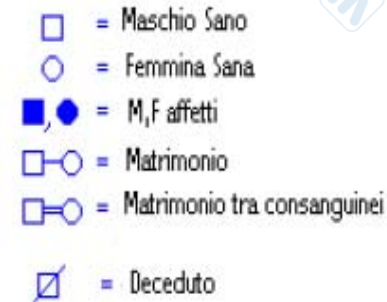 = Maschio Sano
= Femmina Sana
, = M,F affetti
= Matrimonio
= Matrimonio tra consanguinei
= Deceduto